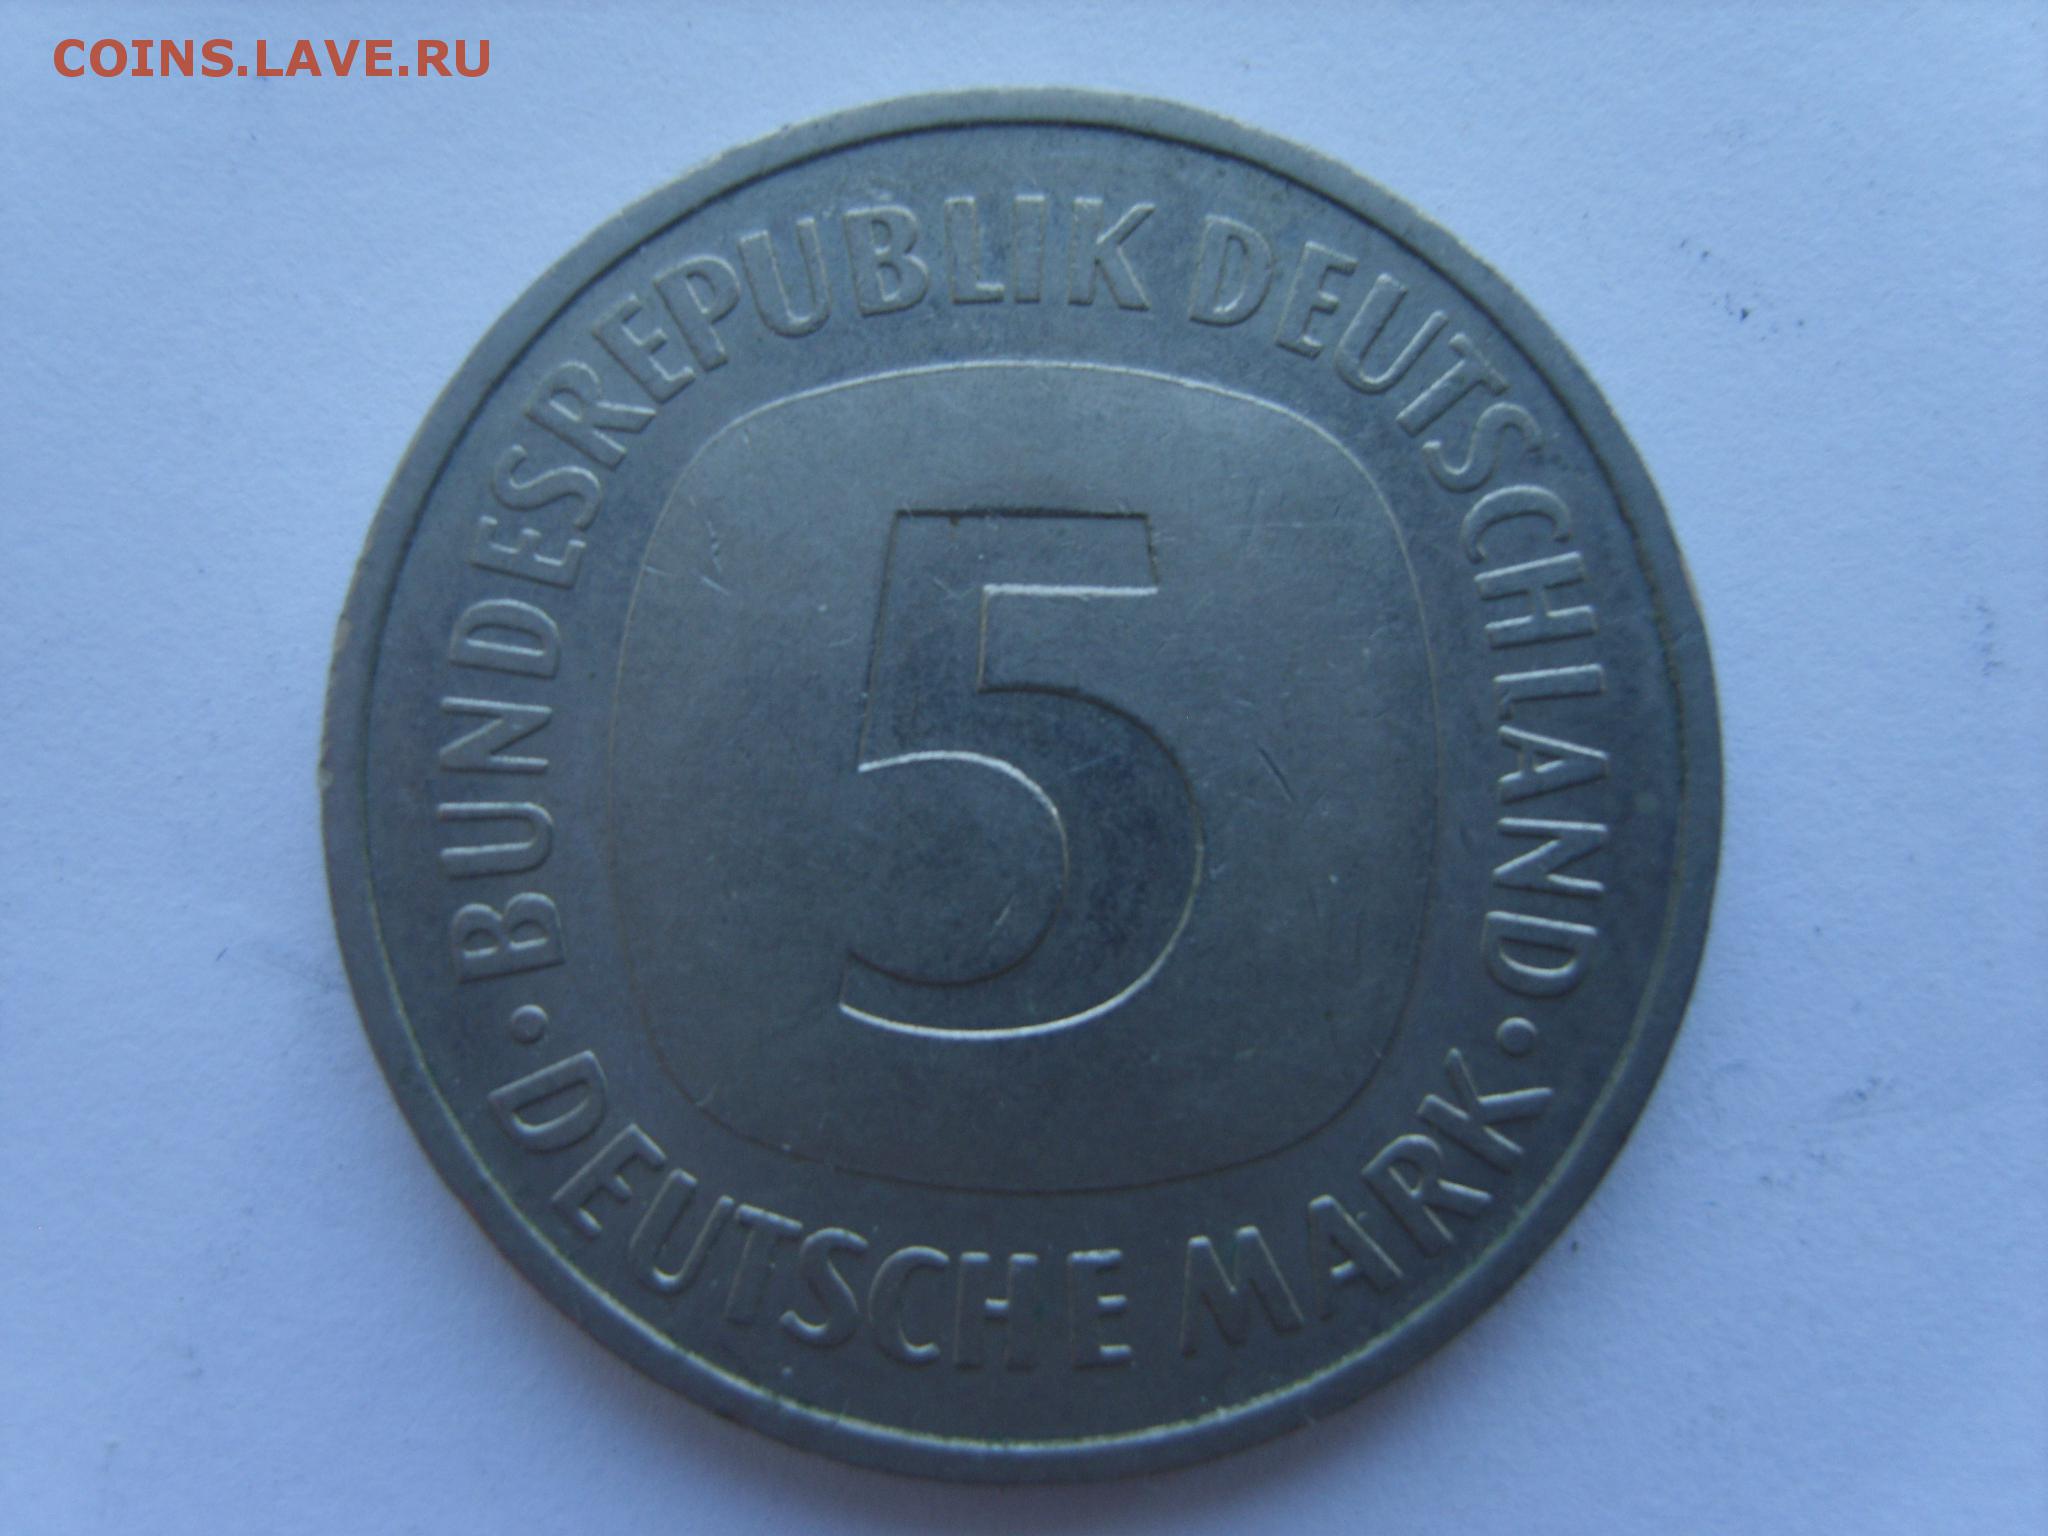 COINS.LAVE.RU
BUNDESREPUBLIK DEUTSCHLAND
5
· DEUTSCHE MARK ·